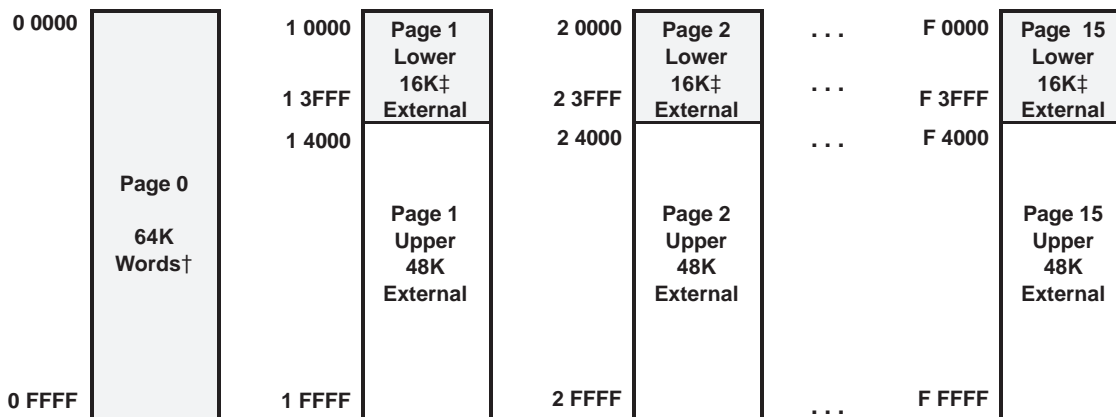 0 0000
Page 0
64K
Words†
0 FFFF
1 0000
1 3FFF
1 4000
1 FFFF
Page 1
Lower
16K‡
External
Page 1
Upper
48K
External
2 0000
2 3FFF
2 4000
2 FFFF
Page 2
Lower
16K‡
External
Page 2
Upper
48K
External
. . .
. . .
. . .
. . .
F 0000
F 3FFF
F 4000
F FFFF
Page 15
Lower
16K‡
External
Page 15
Upper
48K
External